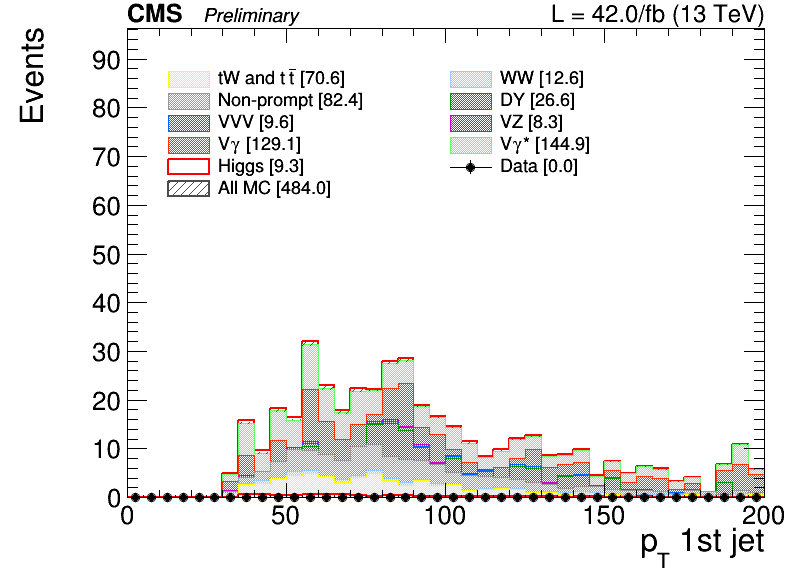 CMS Preliminary L = 42.0/fb (13 TeV)
Events
90
80
70
60
50
40
30
20
10
0
tW and tt̅ [70.6]
WW [12.6]
Non-prompt [82.4]
DY [26.6]
VVV [9.6]
VZ [8.3]
Vγ [129.1]
Vγ* [144.9]
Higgs [9.3]
Data [0.0]
All MC [484.0]
0 50 100 150 200
pT 1st jet